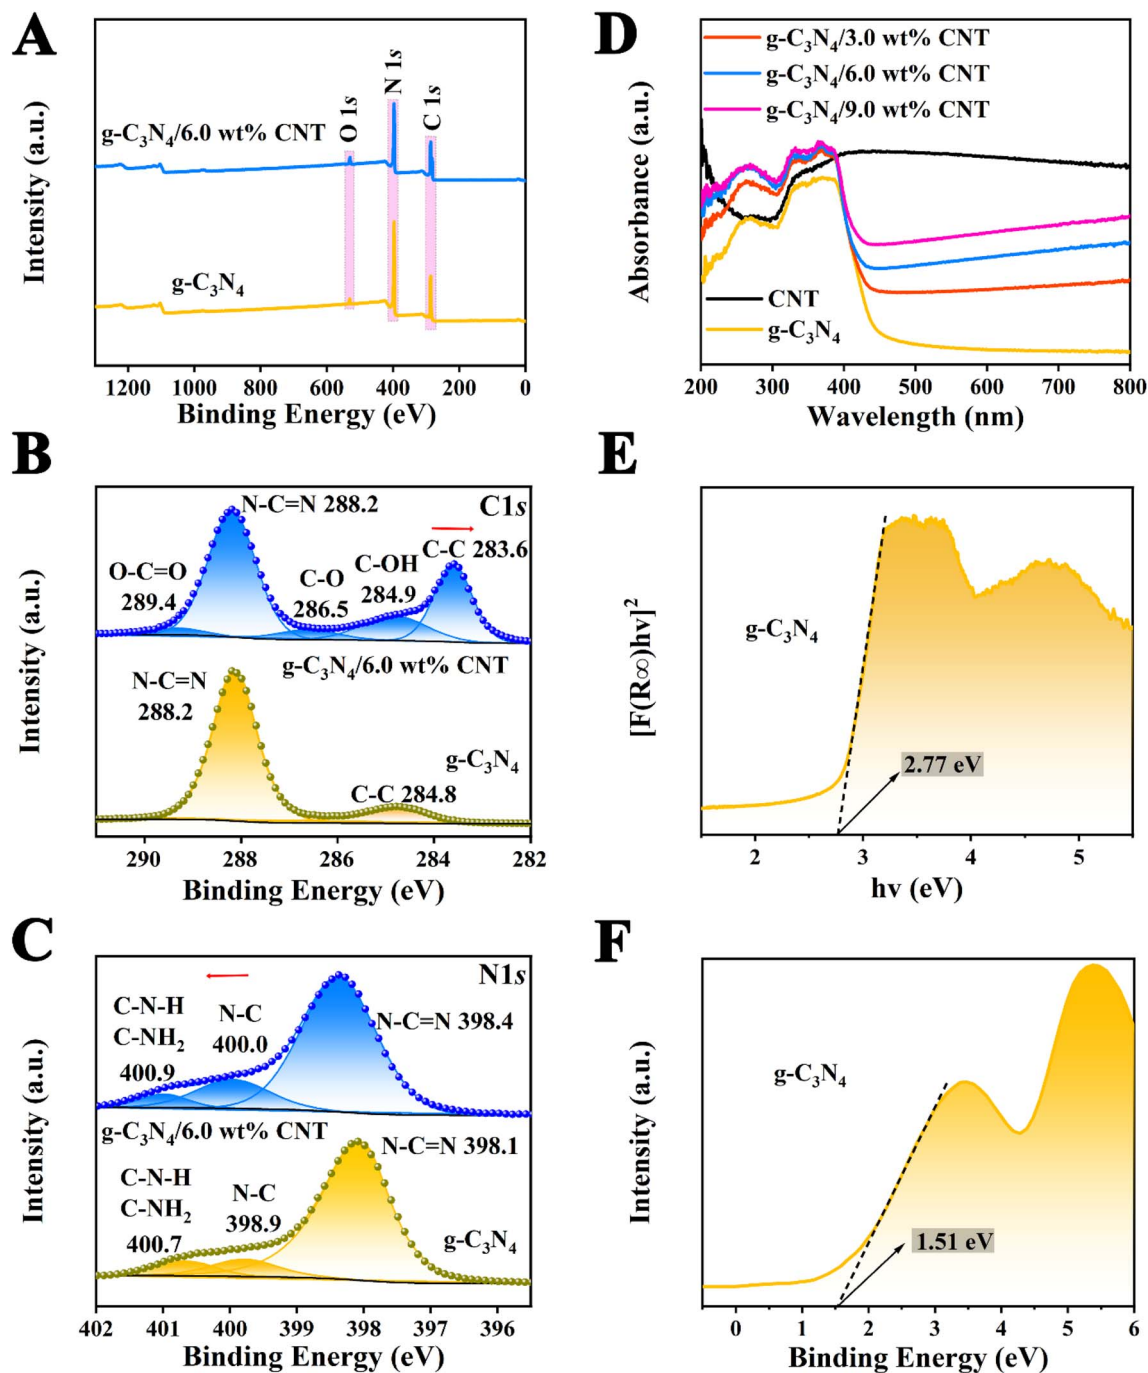 A
Intensity (a.u.)
g-C₃N₄/6.0 wt% CNT
O 1s
N 1s
C 1s
g-C₃N₄
1200 1000 800 600 400 200 0
Binding Energy (eV)
D
Absorbance (a.u.)
g-C₃N₄/3.0 wt% CNT
g-C₃N₄/6.0 wt% CNT
g-C₃N₄/9.0 wt% CNT
CNT
g-C₃N₄
200 300 400 500 600 700 800
Wavelength (nm)
B
Intensity (a.u.)
C1s
N-C=N 288.2
O-C=O
289.4
C-O
286.5
C-OH
284.9
C-C 283.6
g-C₃N₄/6.0 wt% CNT
N-C=N
288.2
g-C₃N₄
C-C 284.8
290 288 286 284 282
Binding Energy (eV)
E
[F(R∞)hv]²
g-C₃N₄
2.77 eV
2 3 4 5
hv (eV)
C
Intensity (a.u.)
N1s
C-N-H
C-NH₂
400.9
N-C
400.0
N-C=N 398.4
g-C₃N₄/6.0 wt% CNT
N-C=N 398.1
C-N-H
C-NH₂
400.7
N-C
398.9
g-C₃N₄
402 401 400 399 398 397 396
Binding Energy (eV)
F
Intensity (a.u.)
g-C₃N₄
1.51 eV
0 1 2 3 4 5 6
Binding Energy (eV)